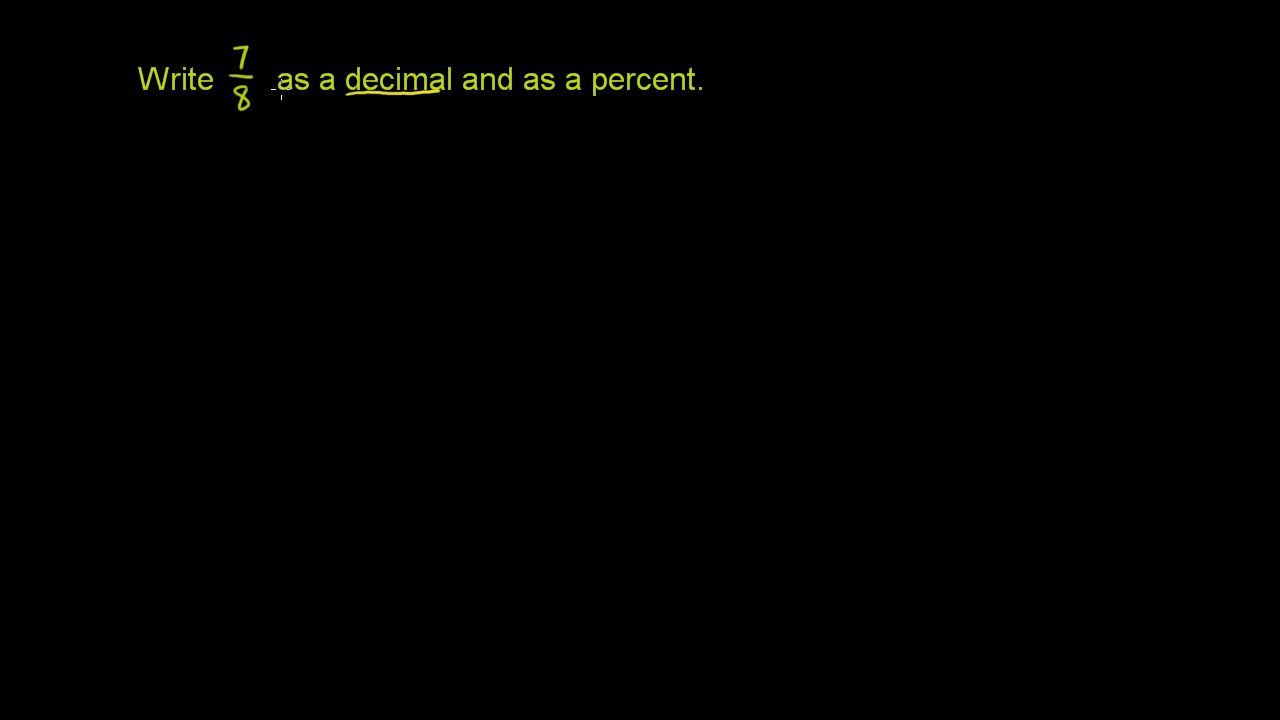 Write 7/8 as a decimal and as a percent.